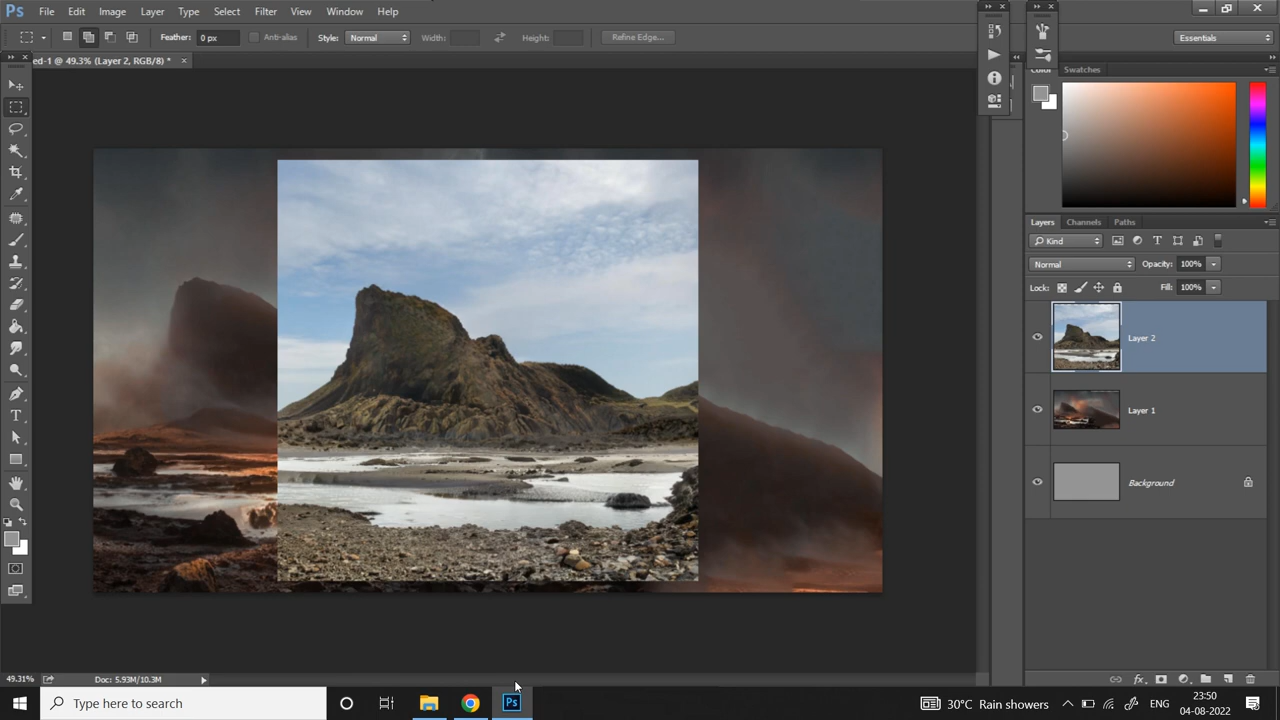 Ps File Edit Image Layer Type Select Filter 3D View Window Help
Feather: 0 px Anti-alias Style: Normal Width: Height: Refine Edge... Essentials
ed-1 @ 49.3% (Layer 2, RGB/8) * ×
Color Swatches
Layers Channels Paths
Kind
Normal Opacity: 100%
Lock: Fill: 100%
Layer 2
Layer 1
Background
49.31% Doc: 5.93M/10.3M
Type here to search
Ps
30°C Rain showers
23:50
04-08-2022